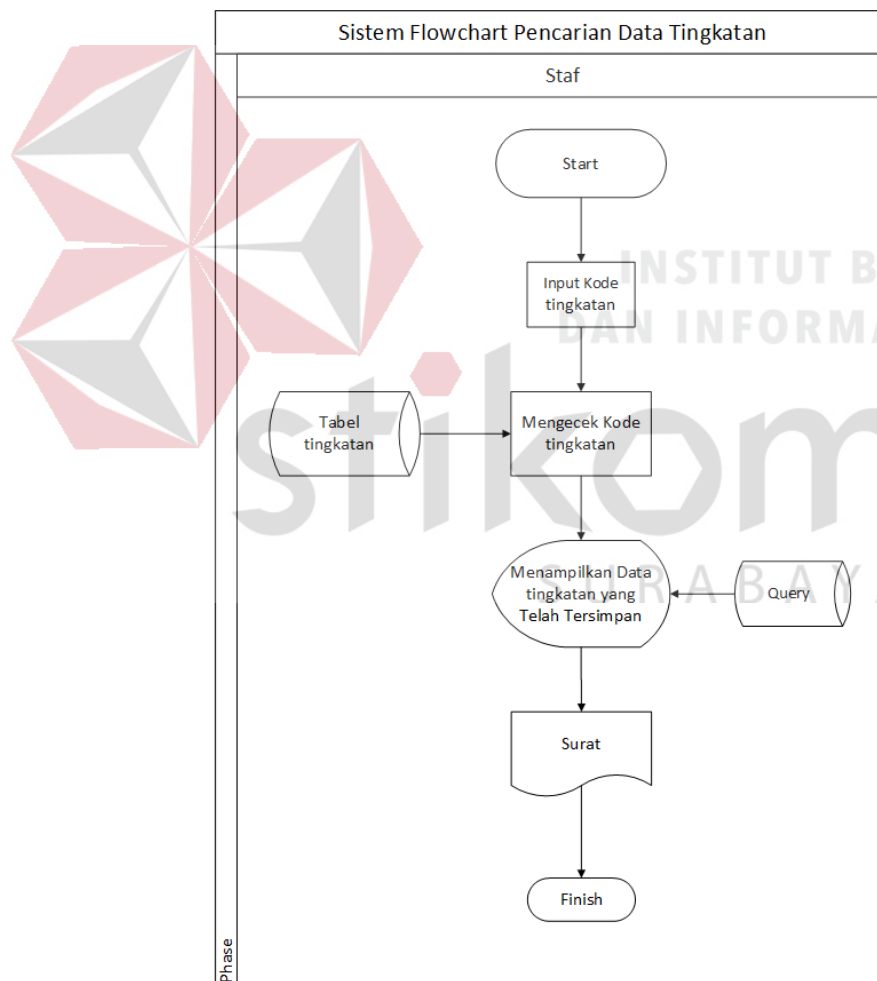 Sistem Flowchart Pencarian Data Tingkatan
Staf
Start
INSTITUT B
DAN INFORMA
Input Kode
tingkatan
Tabel
tingkatan
Mengecek Kode
tingkatan
stikom
Menampilkan Data
tingkatan yang
Telah Tersimpan
SURABAYA
Query
Surat
Finish
Phase